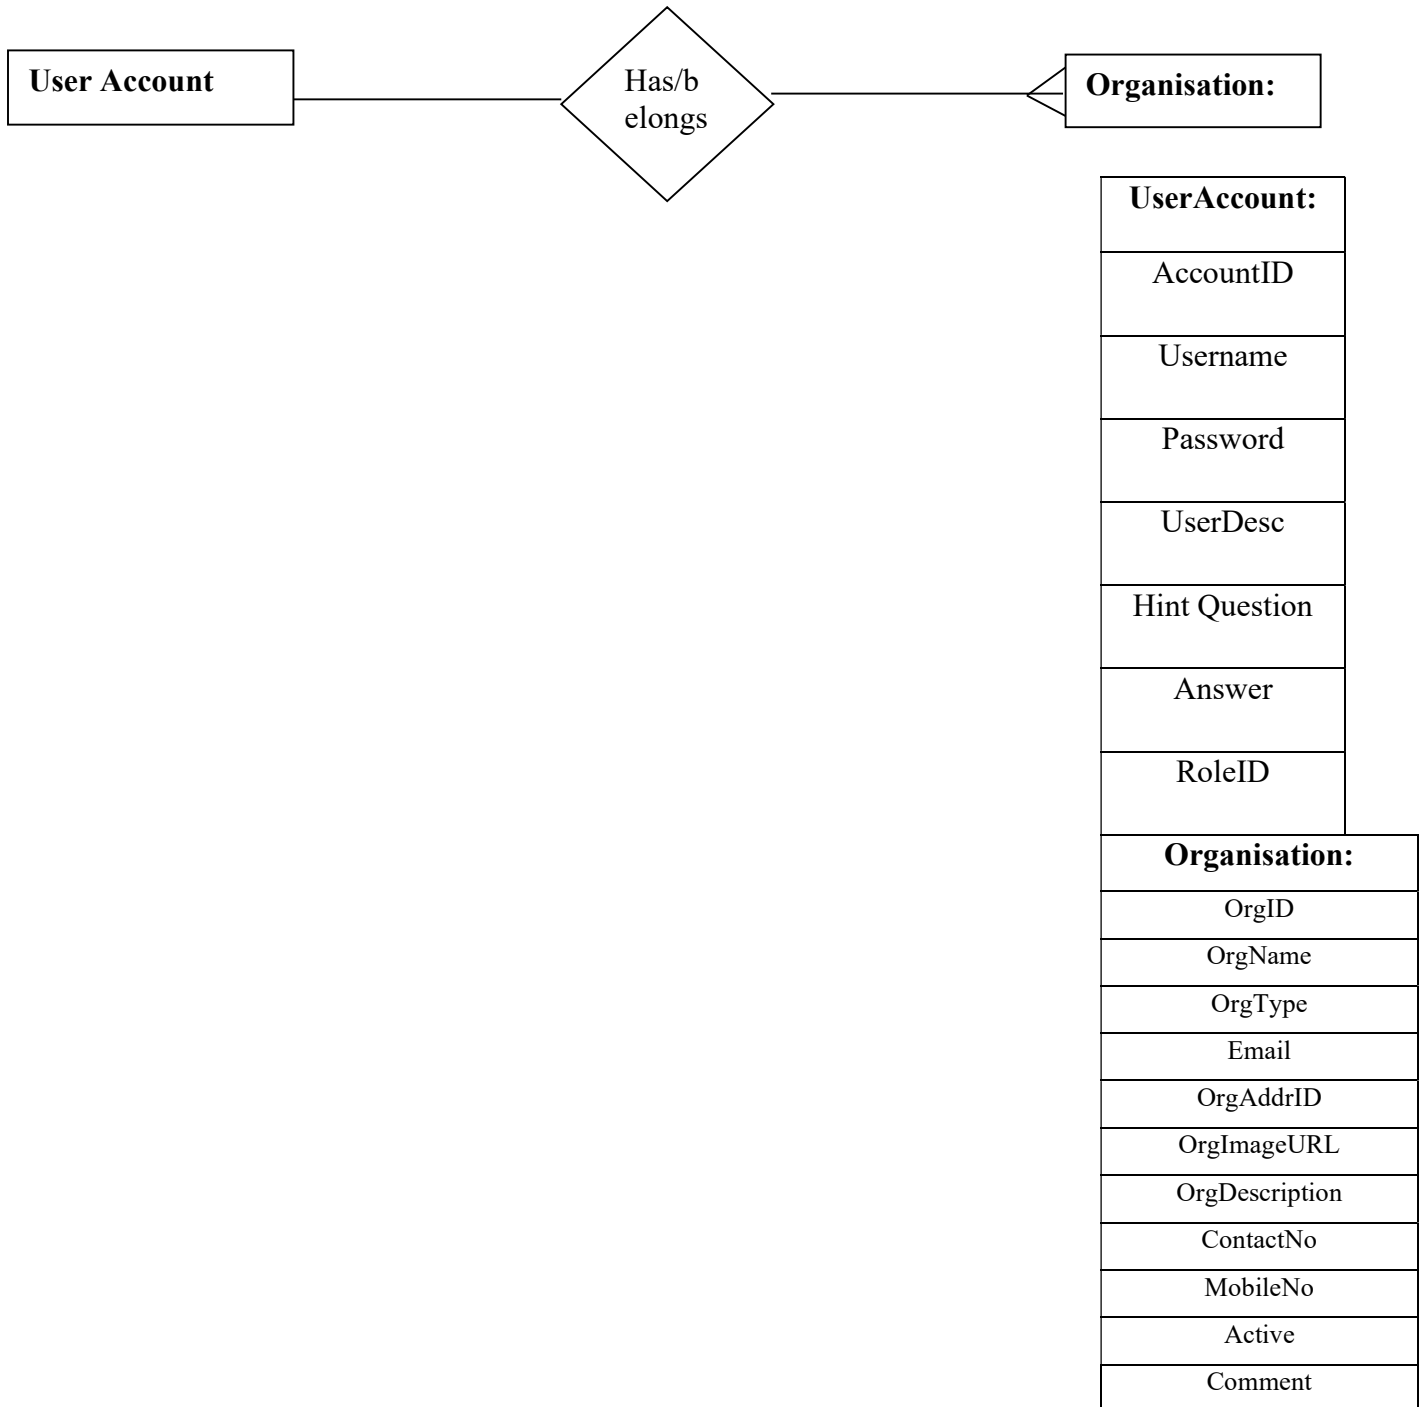 User Account
Has/b
elongs
Organisation:
UserAccount:
AccountID
Username
Password
UserDesc
Hint Question
Answer
RoleID
Organisation:
OrgID
OrgName
OrgType
Email
OrgAddrID
OrgImageURL
OrgDescription
ContactNo
MobileNo
Active
Comment